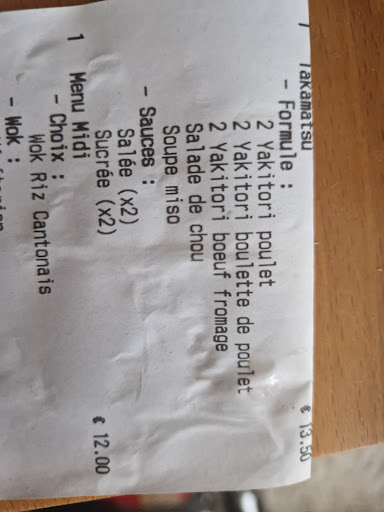 Takamatsu € 13.50
- Formule :
2 Yakitori poulet
2 Yakitori boulette de poulet
2 Yakitori boeuf fromage
Salade de chou
Soupe miso
- Sauces :
Salée (x2)
Sucrée (x2)
1 Menu Midi € 12.00
- Choix :
Wok Riz Cantonais
- Wok :